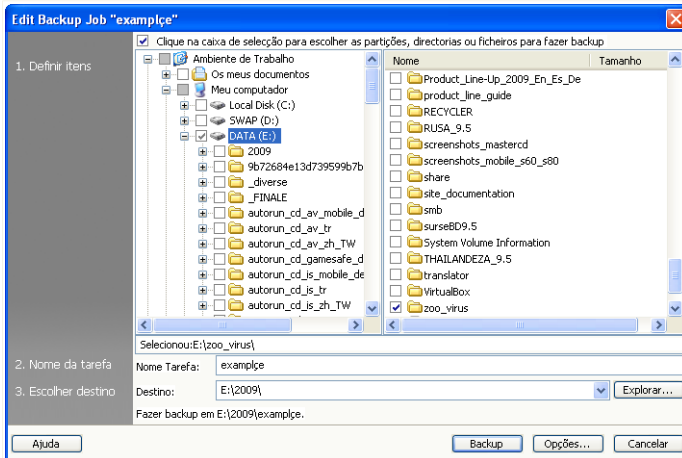 Edit Backup Job "examplçe"
1. Definir itens
Clique na caixa de selecção para escolher as partições, directorias ou ficheiros para fazer backup
Ambiente de Trabalho
Os meus documentos
Meu computador
Local Disk (C:)
SWAP (D:)
DATA (E:)
2009
9b72684e13d739599b7b
_diverse
_FINALE
autorun_cd_av_mobile_d
autorun_cd_av_tr
autorun_cd_av_zh_TW
autorun_cd_gamesafe_d
autorun_cd_is_mobile_de
autorun_cd_is_tr
autorun_cd_is_zh_TW
Nome Tamanho
Product_Line-Up_2009_En_Es_De
product_line_guide
RECYCLER
RUSA_9.5
screenshots_mastercd
screenshots_mobile_s60_s80
share
site_documentation
smb
surseBD9.5
System Volume Information
THAILANDEZA_9.5
translator
VirtualBox
zoo_virus
Selecionou:E:\zoo_virus\
2. Nome da tarefa
Nome Tarefa: examplçe
3. Escolher destino
Destino: E:\2009\ Explorar...
Fazer backup em E:\2009\examplçe.
Ajuda Backup Opções... Cancelar